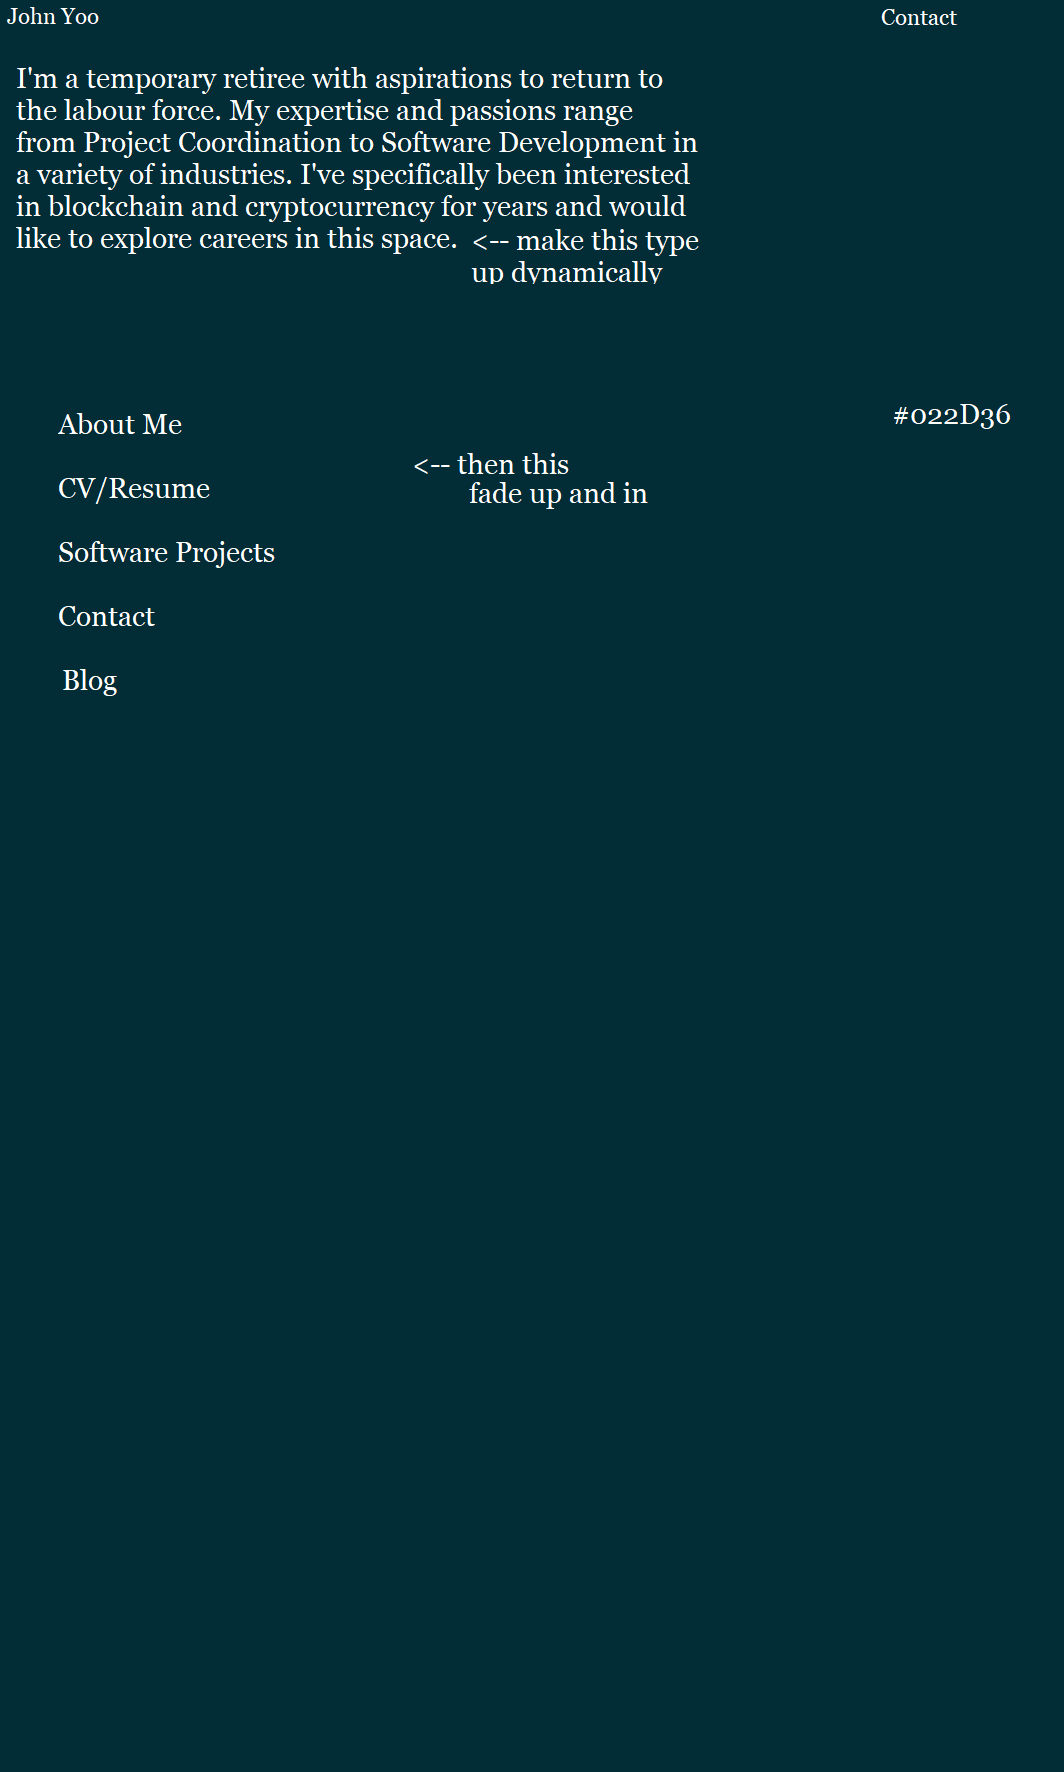 John Yoo
Contact
I'm a temporary retiree with aspirations to return to
the labour force. My expertise and passions range
from Project Coordination to Software Development in
a variety of industries. I've specifically been interested
in blockchain and cryptocurrency for years and would
like to explore careers in this space.
<-- make this type
up dynamically
#022D36
About Me
<-- then this
fade up and in
CV/Resume
Software Projects
Contact
Blog